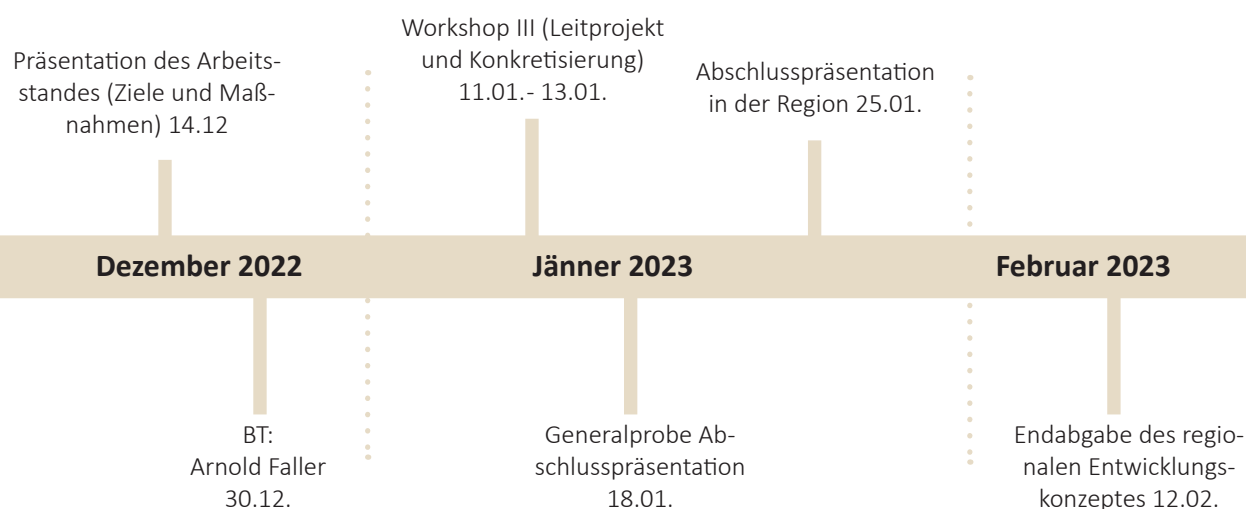 Präsentation des Arbeits-
standes (Ziele und Maß-
nahmen) 14.12
Workshop III (Leitprojekt
und Konkretisierung)
11.01.- 13.01.
Abschlusspräsentation
in der Region 25.01.
Dezember 2022
Jänner 2023
Februar 2023
BT:
Arnold Faller
30.12.
Generalprobe Ab-
schlusspräsentation
18.01.
Endabgabe des regio-
nalen Entwicklungs-
konzeptes 12.02.